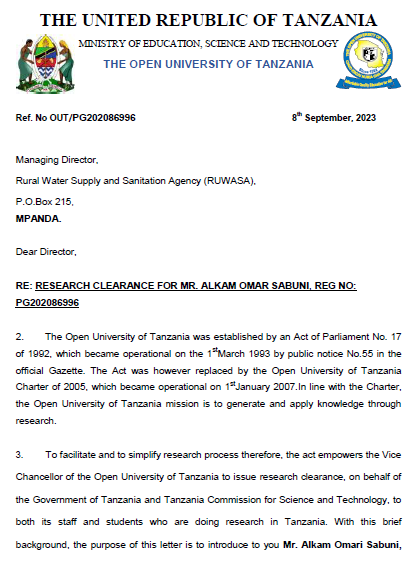 THE UNITED REPUBLIC OF TANZANIA
MINISTRY OF EDUCATION, SCIENCE AND TECHNOLOGY
THE OPEN UNIVERSITY OF TANZANIA
Ref. No OUT/PG202086996 8th September, 2023
Managing Director,
Rural Water Supply and Sanitation Agency (RUWASA),
P.O.Box 215,
MPANDA.
Dear Director,
RE: RESEARCH CLEARANCE FOR MR. ALKAM OMAR SABUNI, REG NO:
PG202086996
2. The Open University of Tanzania was established by an Act of Parliament No. 17
of 1992, which became operational on the 1stMarch 1993 by public notice No.55 in the
official Gazette. The Act was however replaced by the Open University of Tanzania
Charter of 2005, which became operational on 1stJanuary 2007.In line with the Charter,
the Open University of Tanzania mission is to generate and apply knowledge through
research.
3. To facilitate and to simplify research process therefore, the act empowers the Vice
Chancellor of the Open University of Tanzania to issue research clearance, on behalf of
the Government of Tanzania and Tanzania Commission for Science and Technology, to
both its staff and students who are doing research in Tanzania. With this brief
background, the purpose of this letter is to introduce to you Mr. Alkam Omari Sabuni,